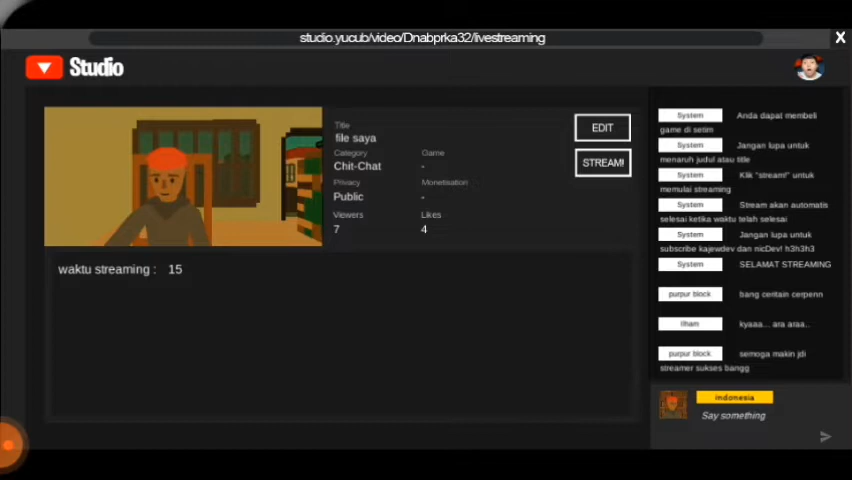 studio.yucub/video/Dnabprka32/livestreaming
X
Studio
Title
file saya
Category
Game
Chit-Chat
-
Privacy
Monetisation
Public
-
Viewers
Likes
7
4
EDIT
STREAM!
waktu streaming : 15
System Anda dapat membeli
game di setim
System Jangan lupa untuk
menaruh judul atau title
System Klik "stream!" untuk
memulai streaming
System Stream akan automatis
selesai ketika waktu telah selesai
System Jangan lupa untuk
subscribe kajewdev dan nicDev! h3h3h3
System SELAMAT STREAMING
purpur block bang ceritain cerpenn
Ilham kyaaa... ara araa..
purpur block semoga makin jdi
streamer sukses bangg
indonesia
Say something